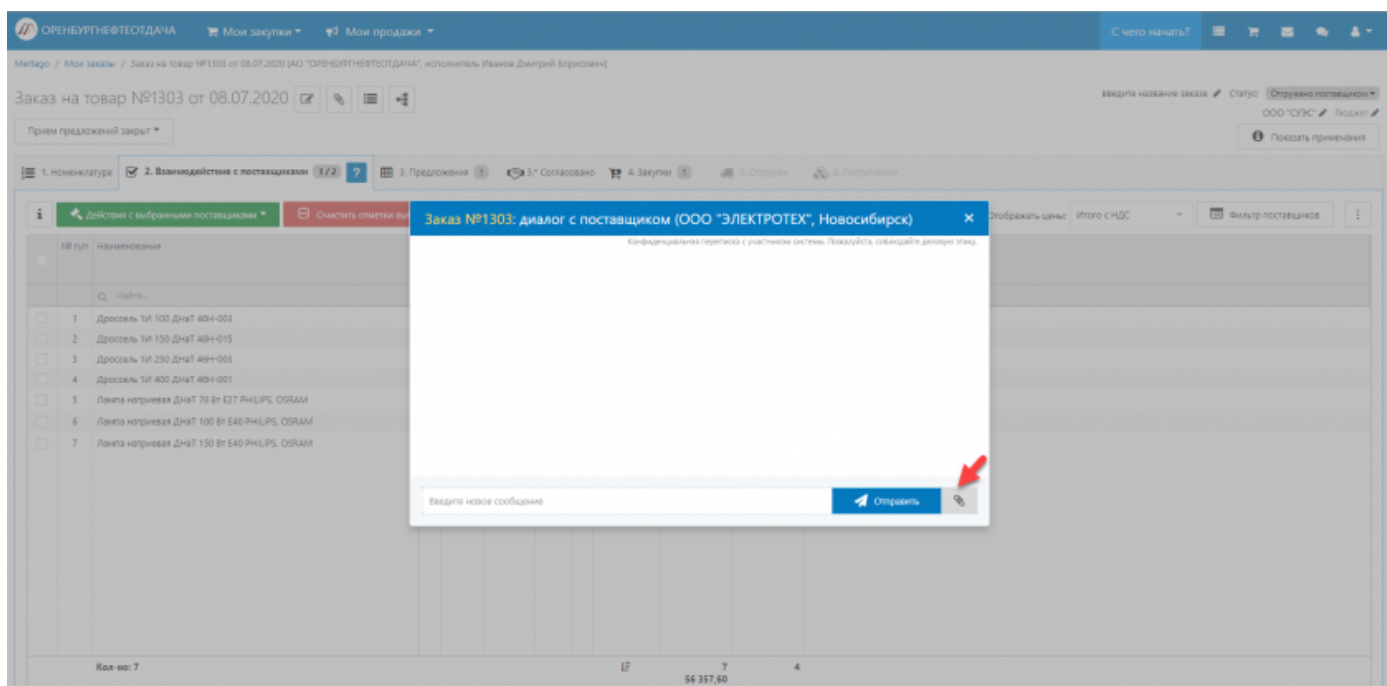 ОРЕНБУРГНЕФТЕОТДАЧА Мои закупки Мои продажи С чего начать?
Mertago / Мои заказы / Заказ на товар №1303 от 08.07.2020 (АО "ОРЕНБУРГНЕФТЕОТДАЧА", исполнитель Иванов Дмитрий Борисович)
Заказ на товар №1303 от 08.07.2020 введите название заказа Статус: Отгружено поставщиком
ООО "СУЭС" Бюджет
Прием предложений закрыт Показать примечания
1. Номенклатура 2. Взаимодействие с поставщиками 1/2 ? 3. Предложения 1 3.* Согласовано 4. Закупки 1 5. Отгрузки 6. Поступления
i Действия с выбранными поставщиками Очистить отметки Отображать цены: Итого с НДС Фильтр поставщиков
Заказ №1303: диалог с поставщиком (ООО "ЭЛЕКТРОТЕХ", Новосибирск) ×
Конфиденциальная переписка с участником системы. Пожалуйста, соблюдайте деловую этику.
№ п/п Наименование
Найти...
1 Дроссель 1И 100 ДНаТ 46Н-003
2 Дроссель 1И 150 ДНаТ 46Н-015
3 Дроссель 1И 250 ДНаТ 46Н-003
4 Дроссель 1И 400 ДНаТ 46Н-001
5 Лампа натриевая ДНаТ 70 Вт Е27 PHILIPS, OSRAM
6 Лампа натриевая ДНаТ 100 Вт Е40 PHILIPS, OSRAM
7 Лампа натриевая ДНаТ 150 Вт Е40 PHILIPS, OSRAM
Введите новое сообщение Отправить
Кол-во: 7 7 4
56 357,60